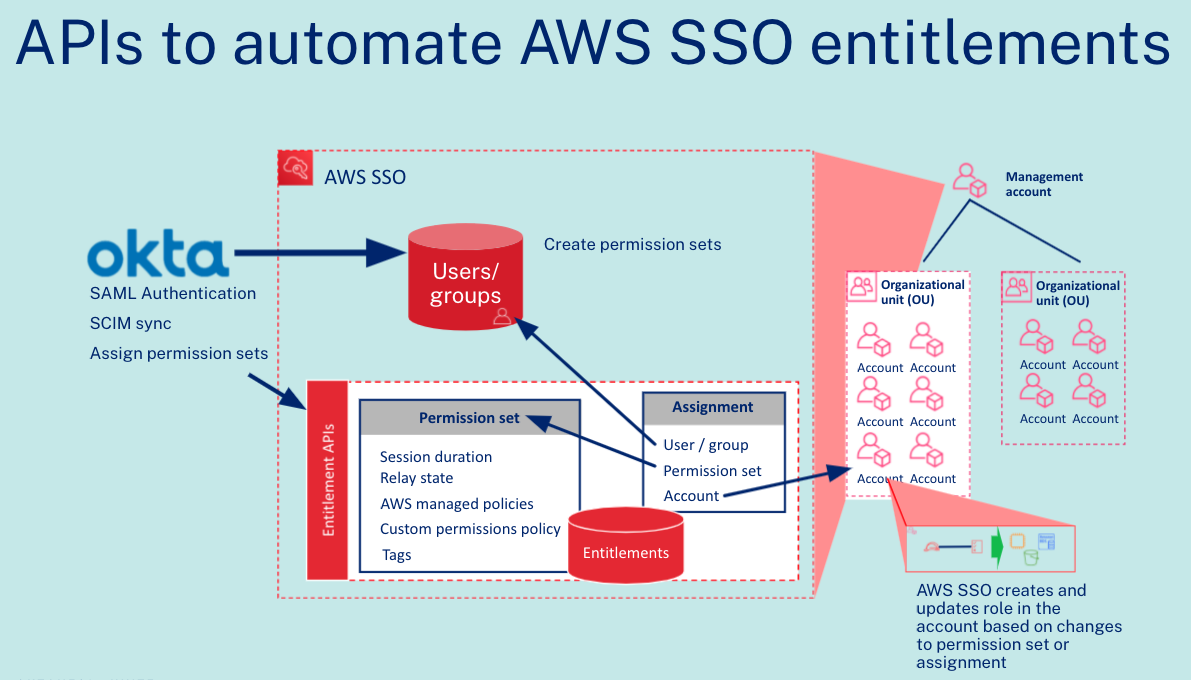 APIs to automate AWS SSO entitlements
AWS SSO
okta
SAML Authentication
SCIM sync
Assign permission sets
Users/
groups
Create permission sets
Entitlement APIs
Permission set
Session duration
Relay state
AWS managed policies
Custom permissions policy
Tags
Assignment
User / group
Permission set
Account
Entitlements
Management
account
Organizational
unit (OU)
Account Account
Account Account
Account Account
Organizational
unit (OU)
Account Account
Account Account
AWS SSO creates and
updates role in the
account based on changes
to permission set or
assignment